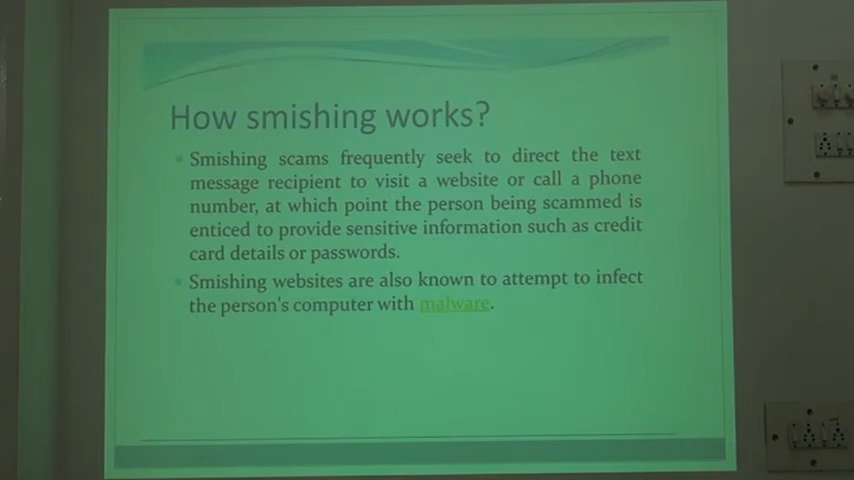 How smishing works?
Smishing scams frequently seek to direct the text
message recipient to visit a website or call a phone
number, at which point the person being scammed is
enticed to provide sensitive information such as credit
card details or passwords.
Smishing websites are also known to attempt to infect
the person's computer with malware.